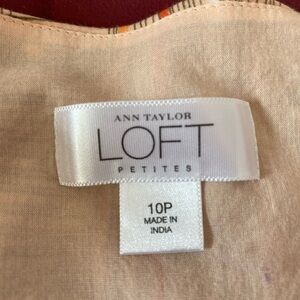 ANN TAYLOR
LOFT
PETITES
10P
MADE IN
INDIA